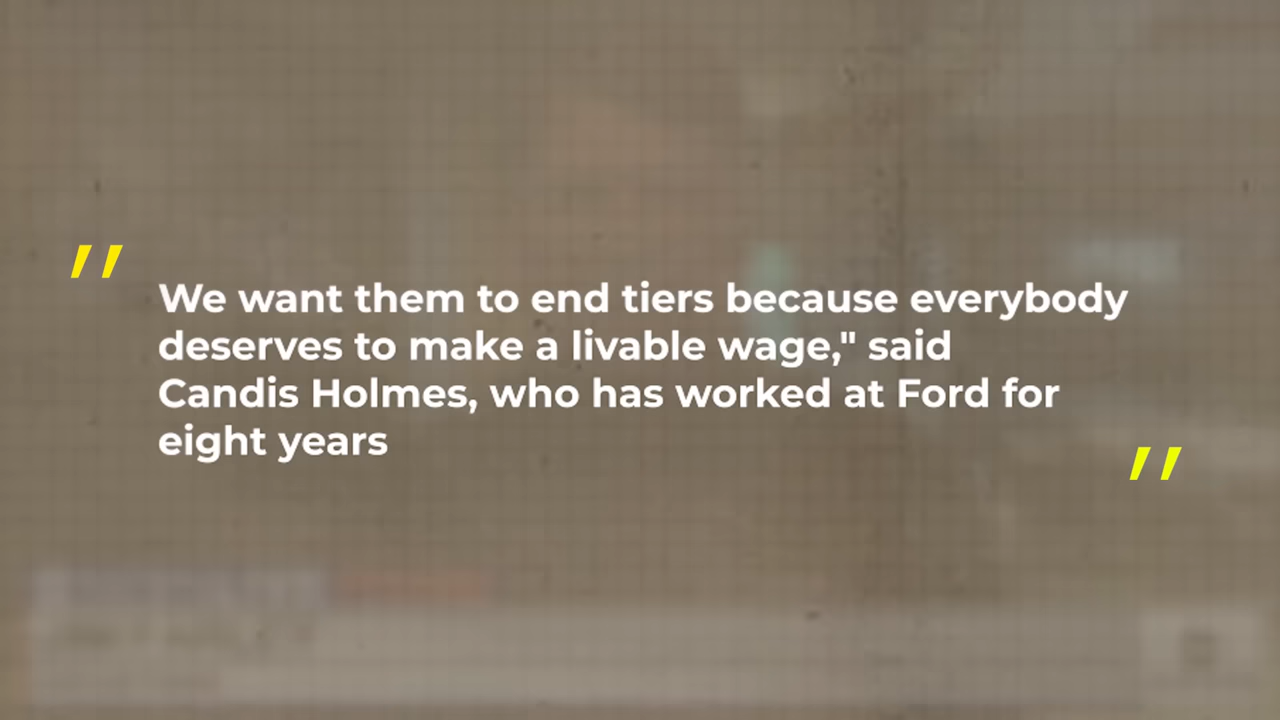 "
We want them to end tiers because everybody
deserves to make a livable wage," said
Candis Holmes, who has worked at Ford for
eight years
"